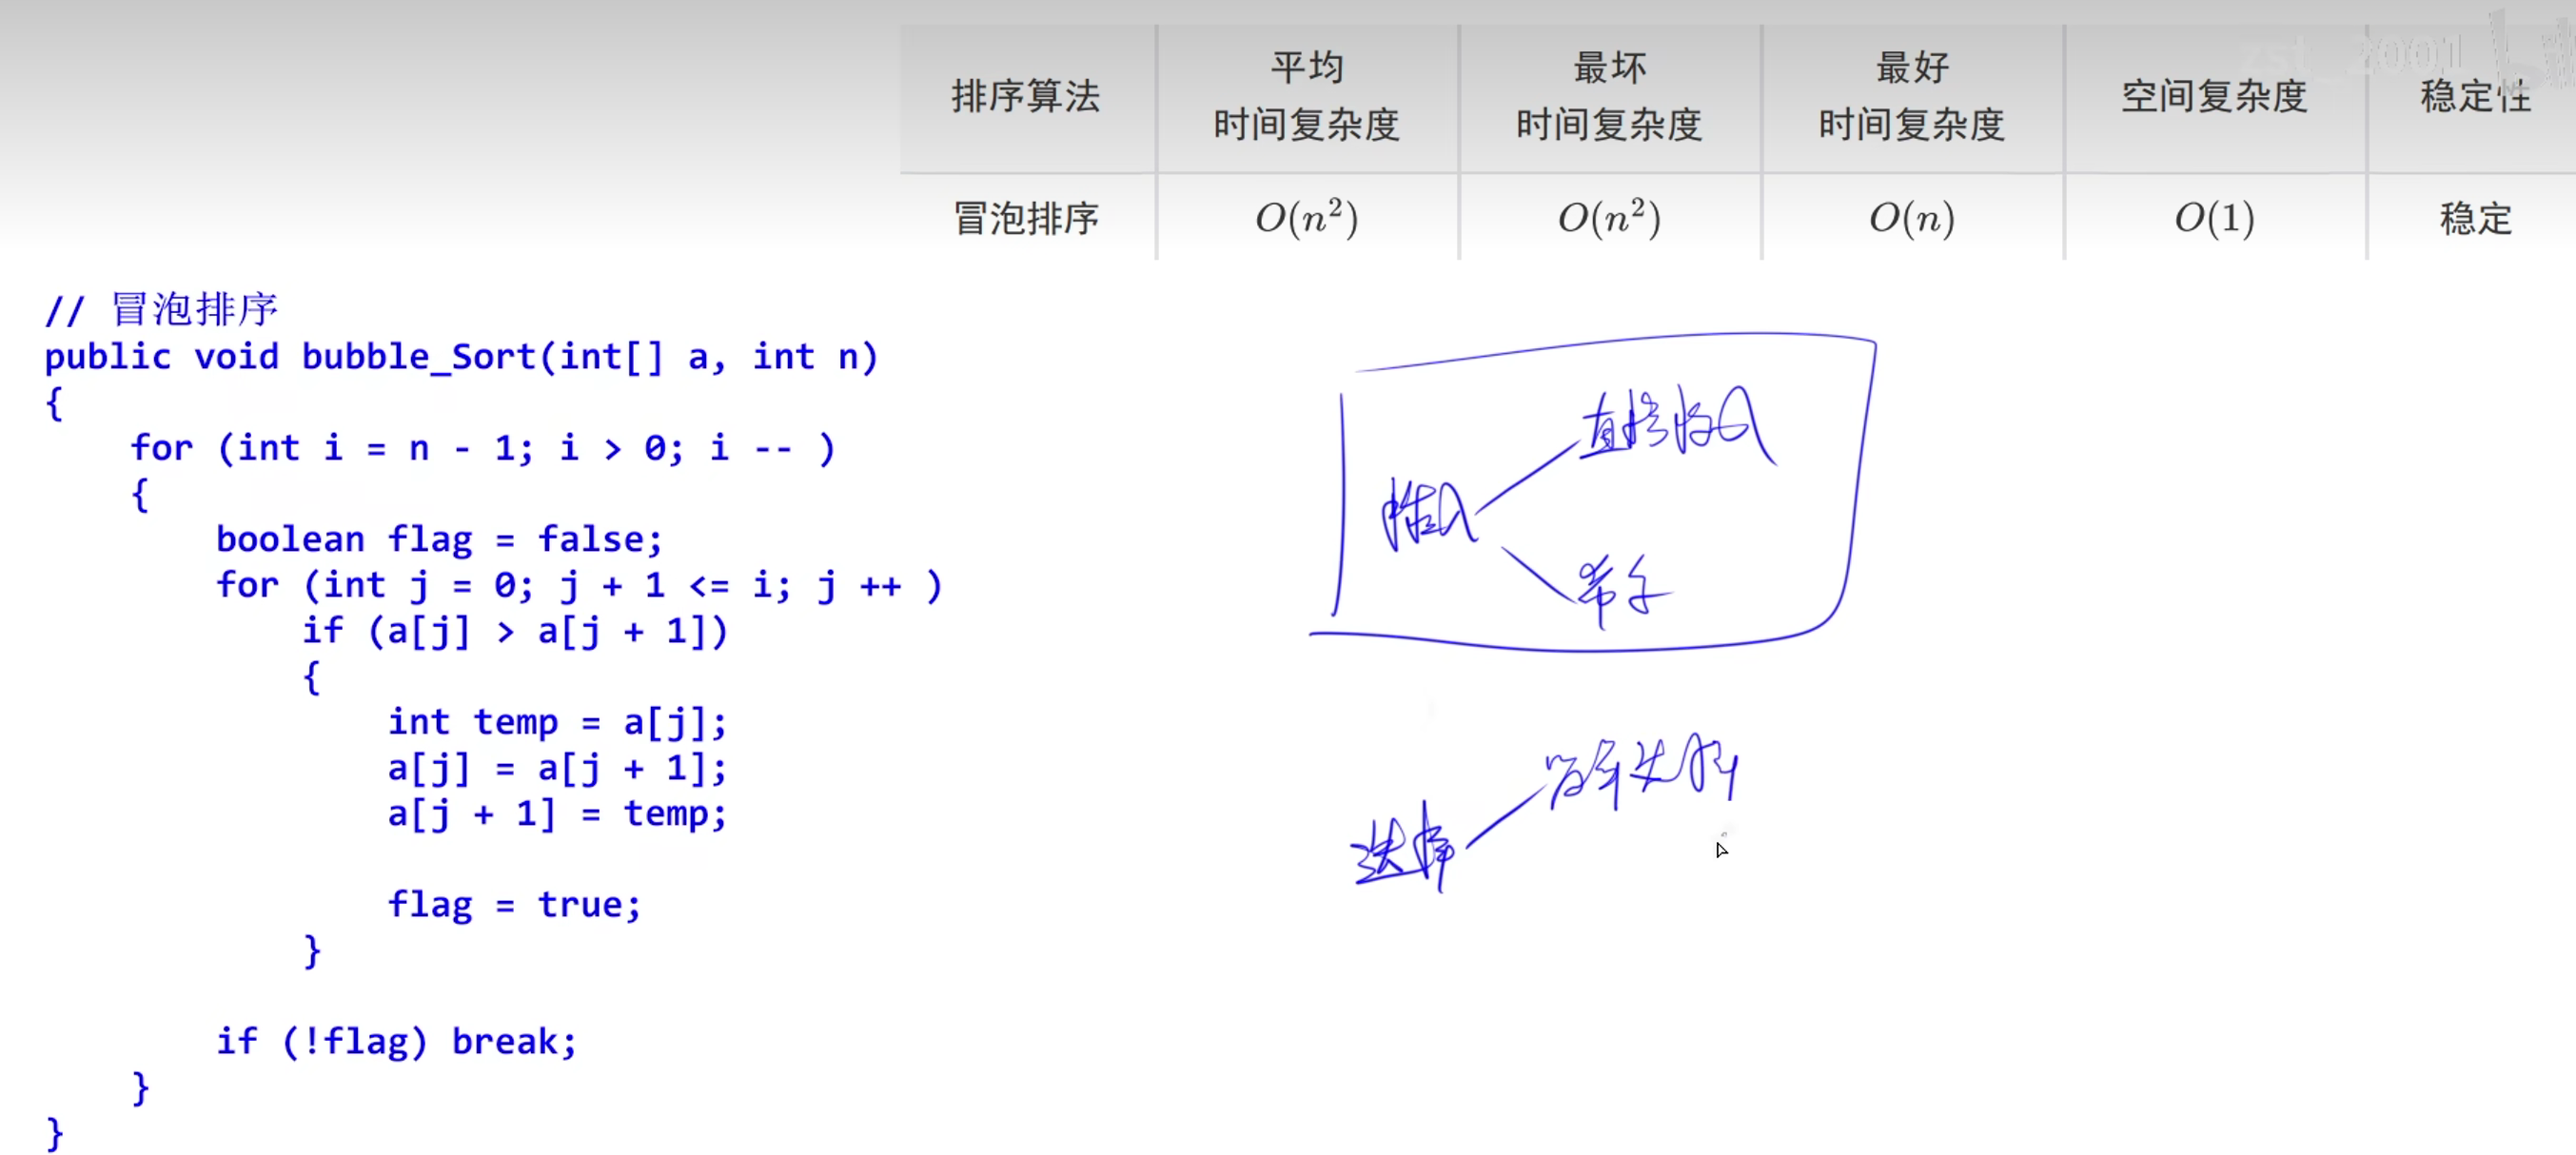 zst_2001
排序算法 平均时间复杂度 最坏时间复杂度 最好时间复杂度 空间复杂度 稳定性
冒泡排序 O(n²) O(n²) O(n) O(1) 稳定
// 冒泡排序
public void bubble_Sort(int[] a, int n)
{
for (int i = n - 1; i > 0; i -- )
{
boolean flag = false;
for (int j = 0; j + 1 <= i; j ++ )
if (a[j] > a[j + 1])
{
int temp = a[j];
a[j] = a[j + 1];
a[j + 1] = temp;
flag = true;
}
if (!flag) break;
}
}
直接插入
插入
希尔
简单选择
选择